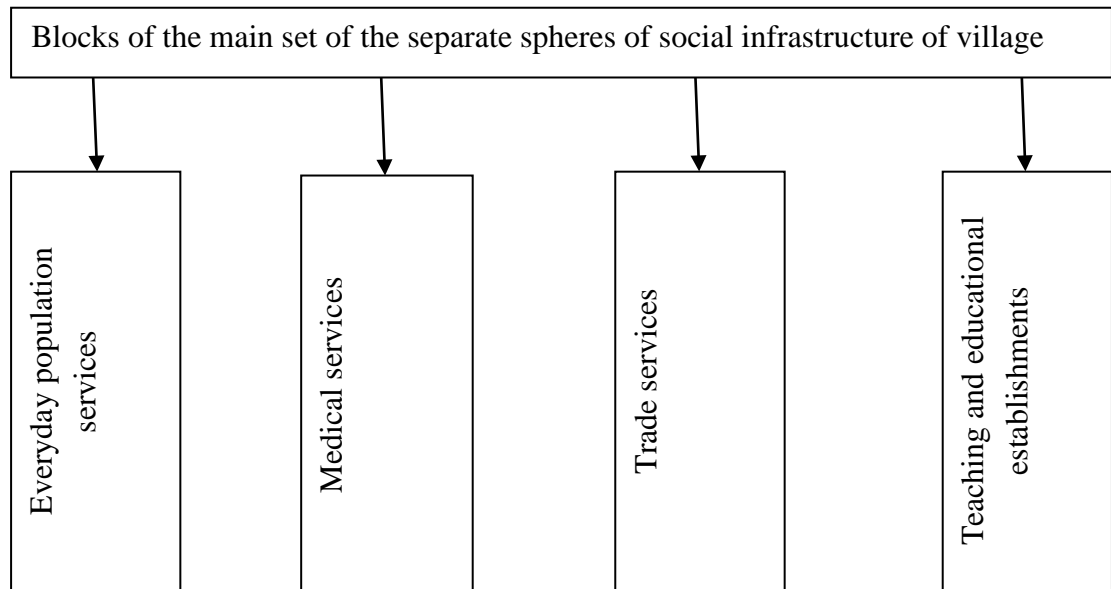 Blocks of the main set of the separate spheres of social infrastructure of village
Everyday population
services
Medical services
Trade services
Teaching and educational
establishments